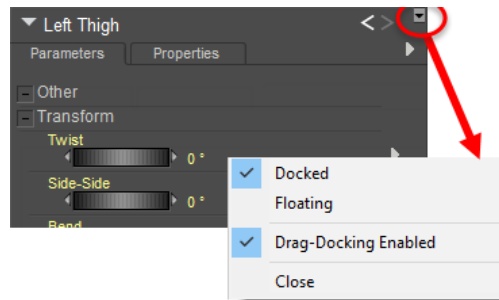 Left Thigh
Parameters Properties
Other
Transform
Twist
0 °
Side-Side
0 °
Bend
Docked
Floating
Drag-Docking Enabled
Close